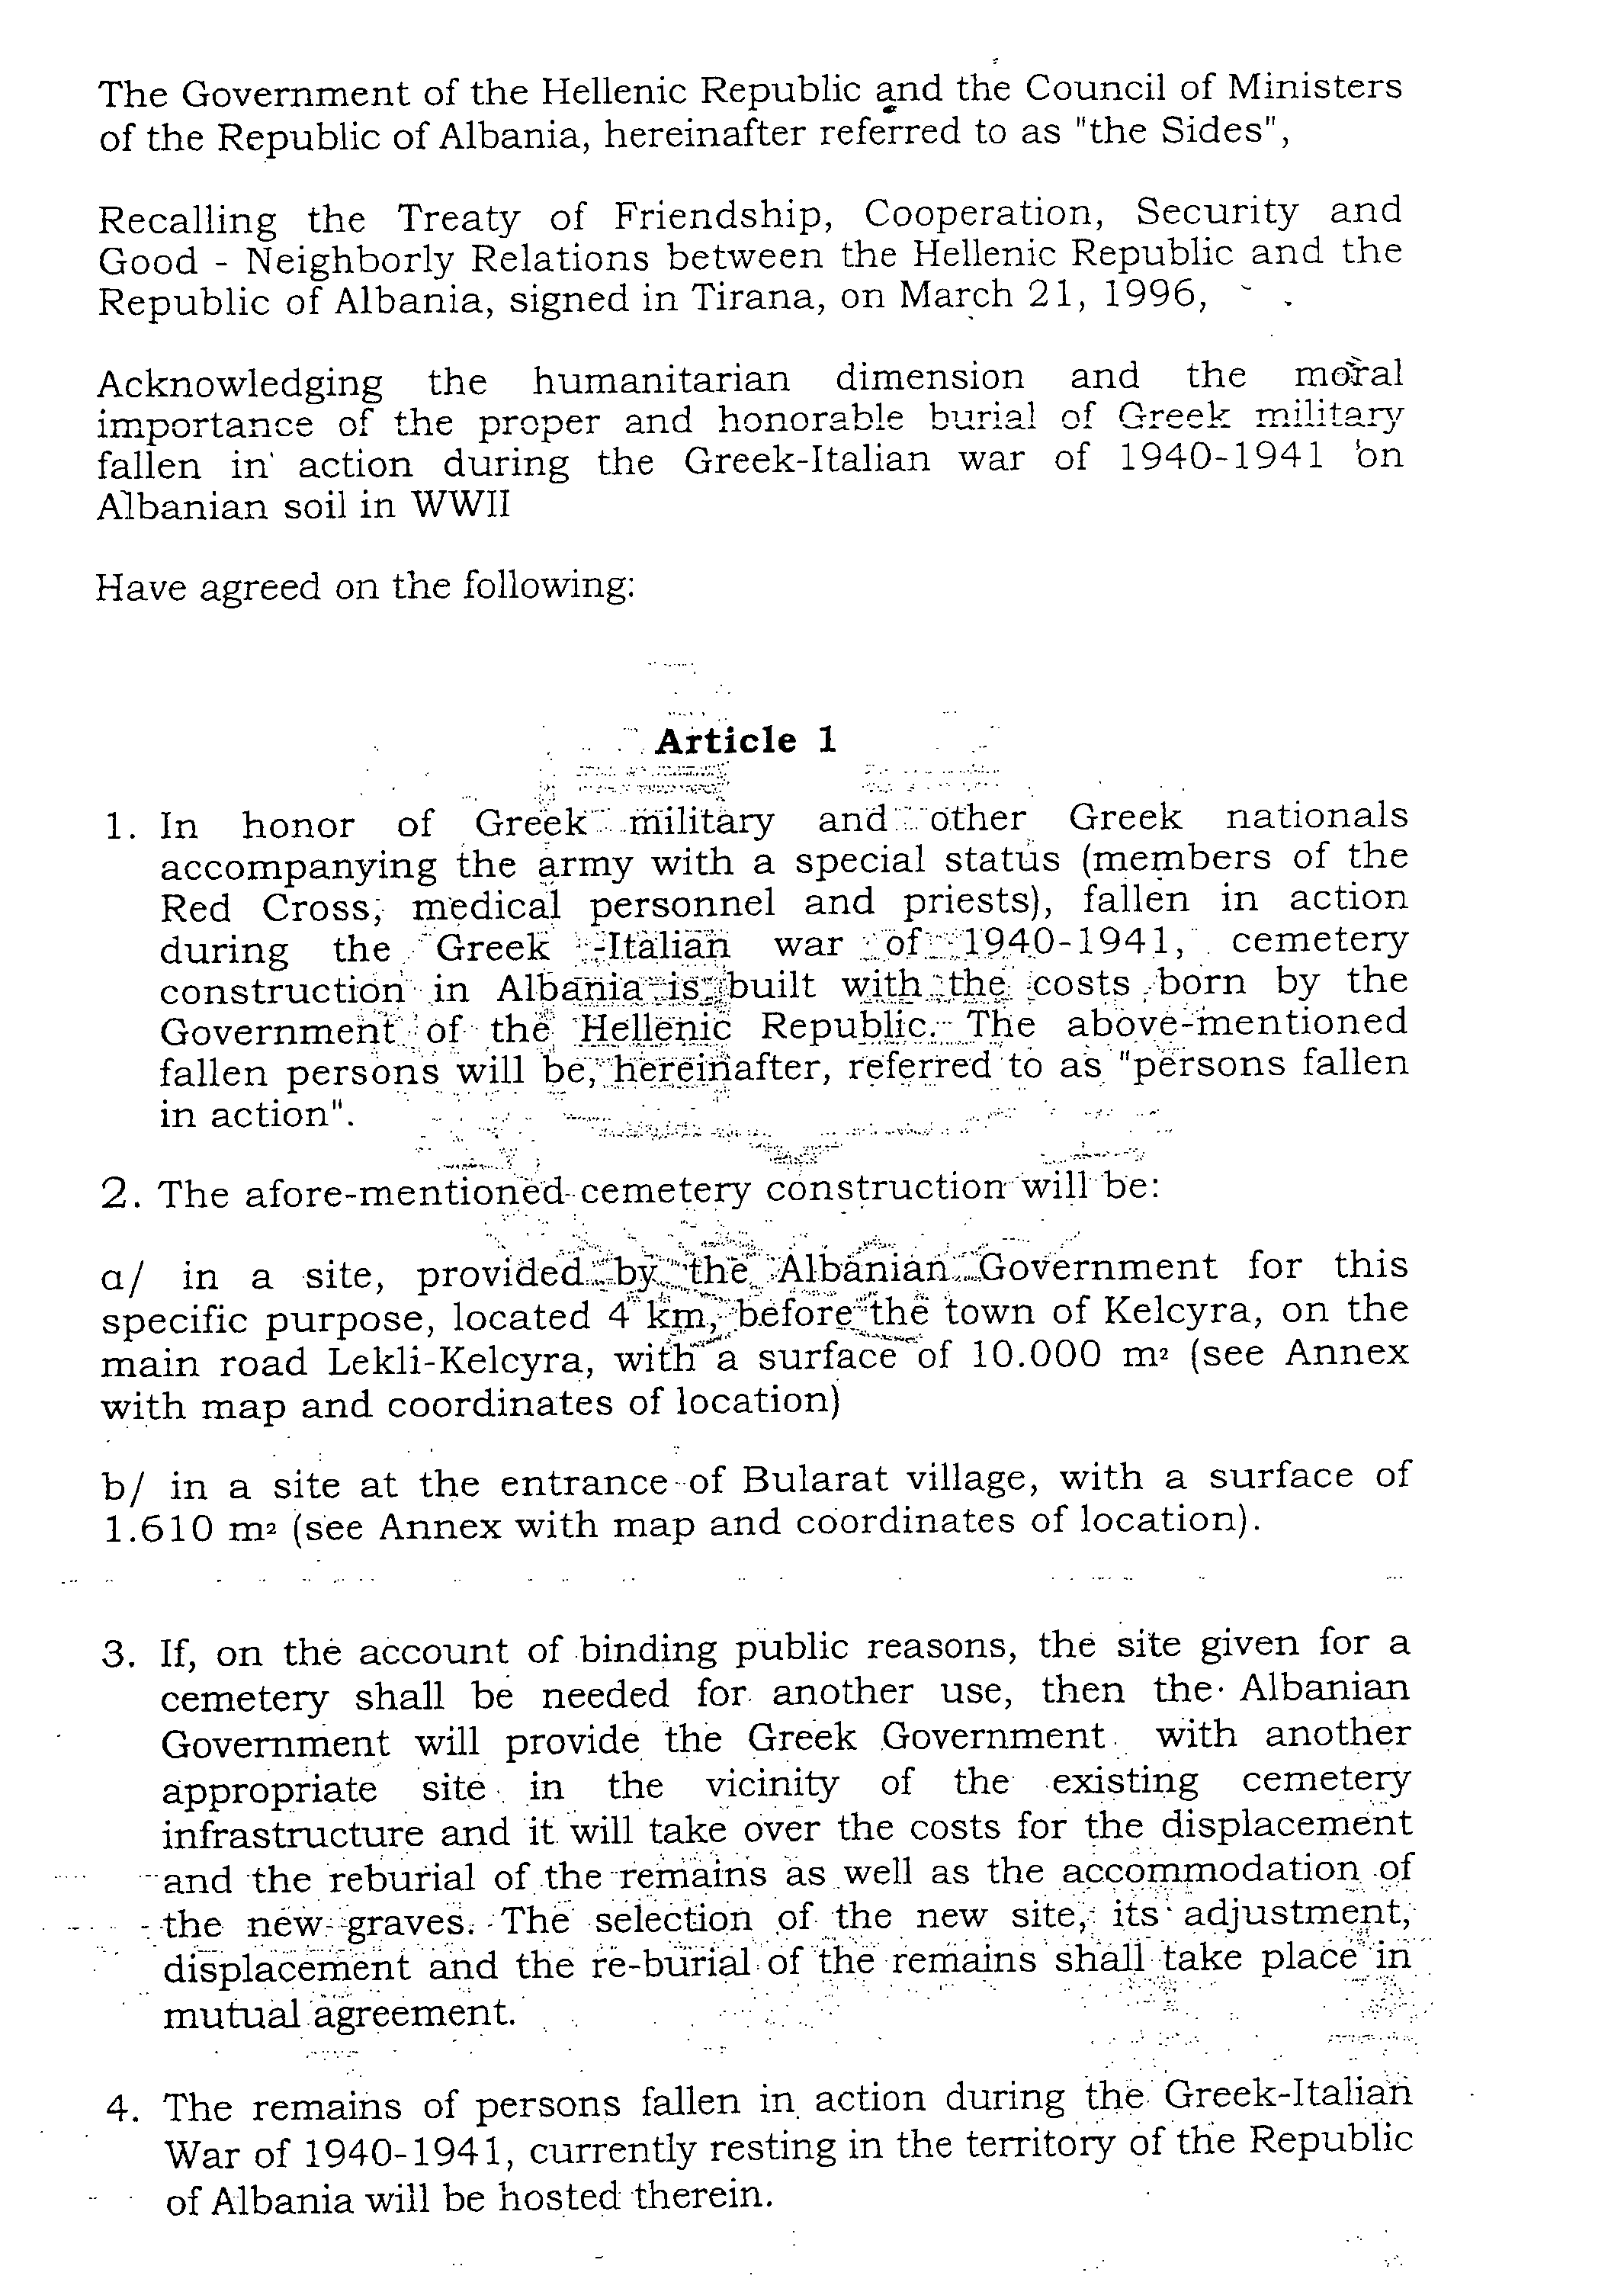 The Government of the Hellenic Republic and the Council of Ministers
of the Republic of Albania, hereinafter referred to as "the Sides",
Recalling the Treaty of Friendship, Cooperation, Security and
Good - Neighborly Relations between the Hellenic Republic and the
Republic of Albania, signed in Tirana, on March 21, 1996,
Acknowledging the humanitarian dimension and the moral
importance of the proper and honorable burial of Greek military
fallen in action during the Greek-Italian war of 1940-1941 on
Albanian soil in WWII
Have agreed on the following:
Article 1
1. In honor of Greek military and other Greek nationals
accompanying the army with a special status (members of the
Red Cross, medical personnel and priests), fallen in action
during the Greek -Italian war of 1940-1941, cemetery
construction in Albania is built with the costs born by the
Government of the Hellenic Republic. The above-mentioned
fallen persons will be, hereinafter, referred to as "persons fallen
in action".
2. The afore-mentioned cemetery construction will be:
a/ in a site, provided by the Albanian Government for this
specific purpose, located 4 km, before the town of Kelcyra, on the
main road Lekli-Kelcyra, with a surface of 10.000 m² (see Annex
with map and coordinates of location)
b/ in a site at the entrance of Bularat village, with a surface of
1.610 m² (see Annex with map and coordinates of location).
3. If, on the account of binding public reasons, the site given for a
cemetery shall be needed for another use, then the Albanian
Government will provide the Greek Government with another
appropriate site in the vicinity of the existing cemetery
infrastructure and it will take over the costs for the displacement
and the reburial of the remains as well as the accommodation of
the new graves. The selection of the new site, its adjustment,
displacement and the re-burial of the remains shall take place in
mutual agreement.
4. The remains of persons fallen in action during the Greek-Italian
War of 1940-1941, currently resting in the territory of the Republic
of Albania will be hosted therein.